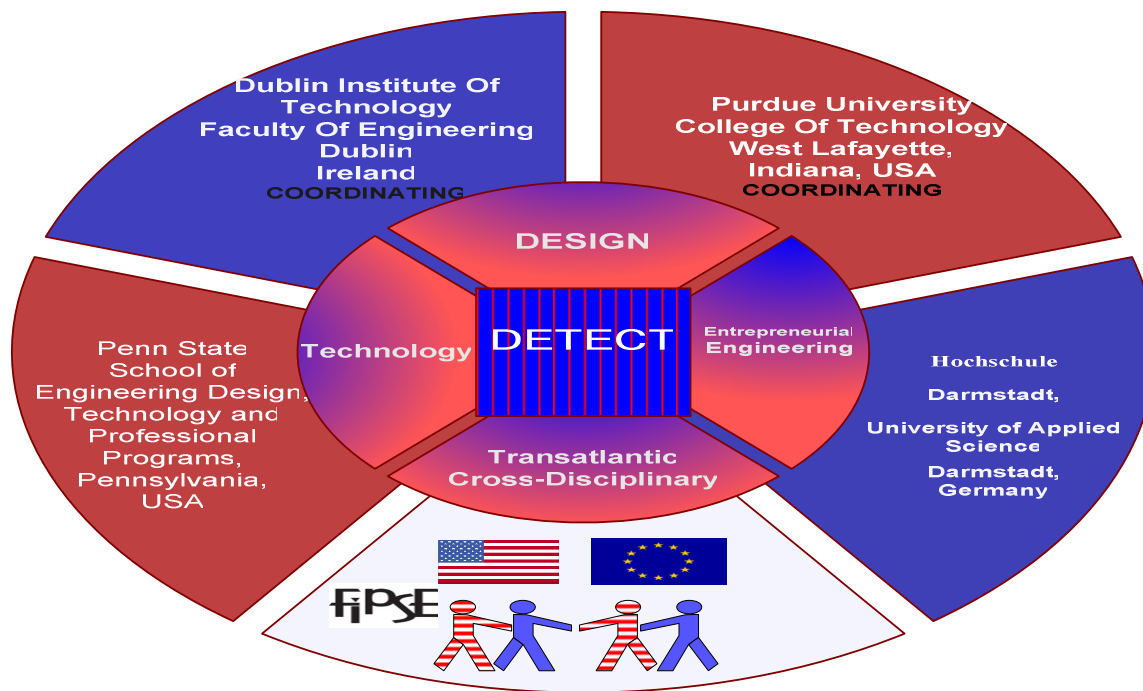 Dublin Institute Of
Technology
Faculty Of Engineering
Dublin
Ireland
COORDINATING
Purdue University
College Of Technology
West Lafayette,
Indiana, USA
COORDINATING
DESIGN
Technology
DETECT
Entrepreneurial
Engineering
Transatlantic
Cross-Disciplinary
Penn State
School of
Engineering Design,
Technology and
Professional
Programs,
Pennsylvania,
USA
Hochschule
Darmstadt,
University of Applied
Science
Darmstadt,
Germany
FIPSE